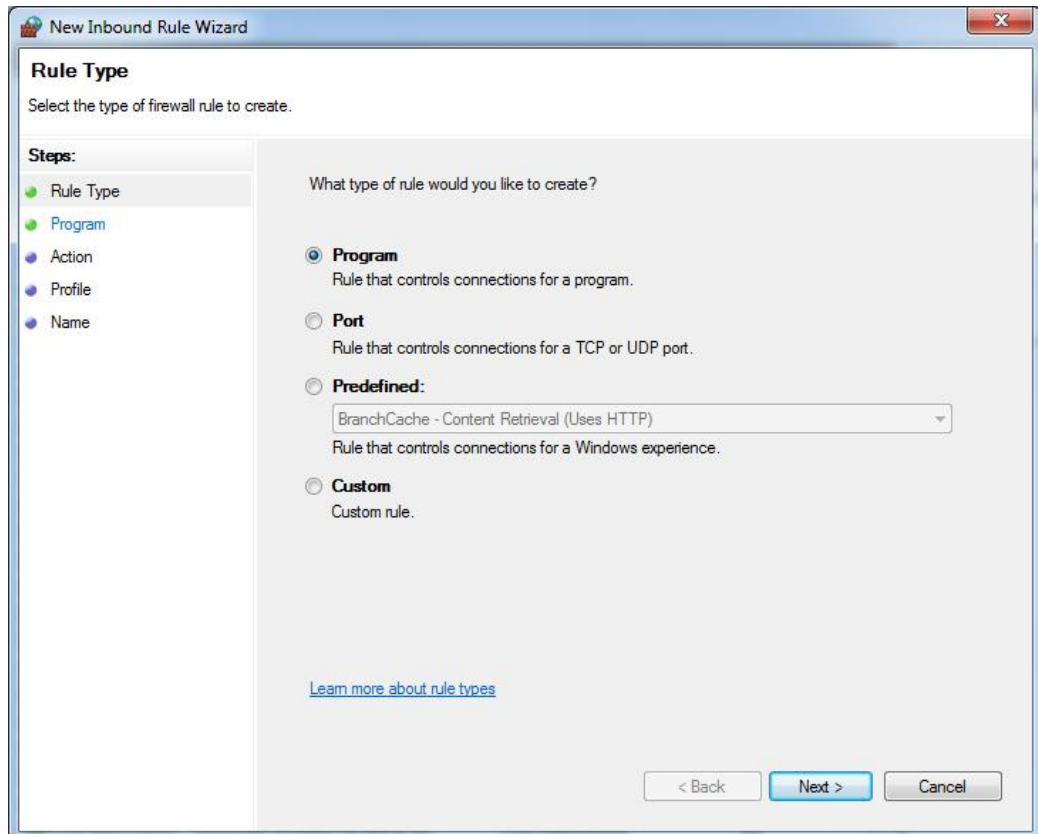 New Inbound Rule Wizard
Rule Type
Select the type of firewall rule to create.
Steps:
Rule Type
Program
Action
Profile
Name
What type of rule would you like to create?
Program
Rule that controls connections for a program.
Port
Rule that controls connections for a TCP or UDP port.
Predefined:
BranchCache - Content Retrieval (Uses HTTP)
Rule that controls connections for a Windows experience.
Custom
Custom rule.
Learn more about rule types
< Back Next > Cancel